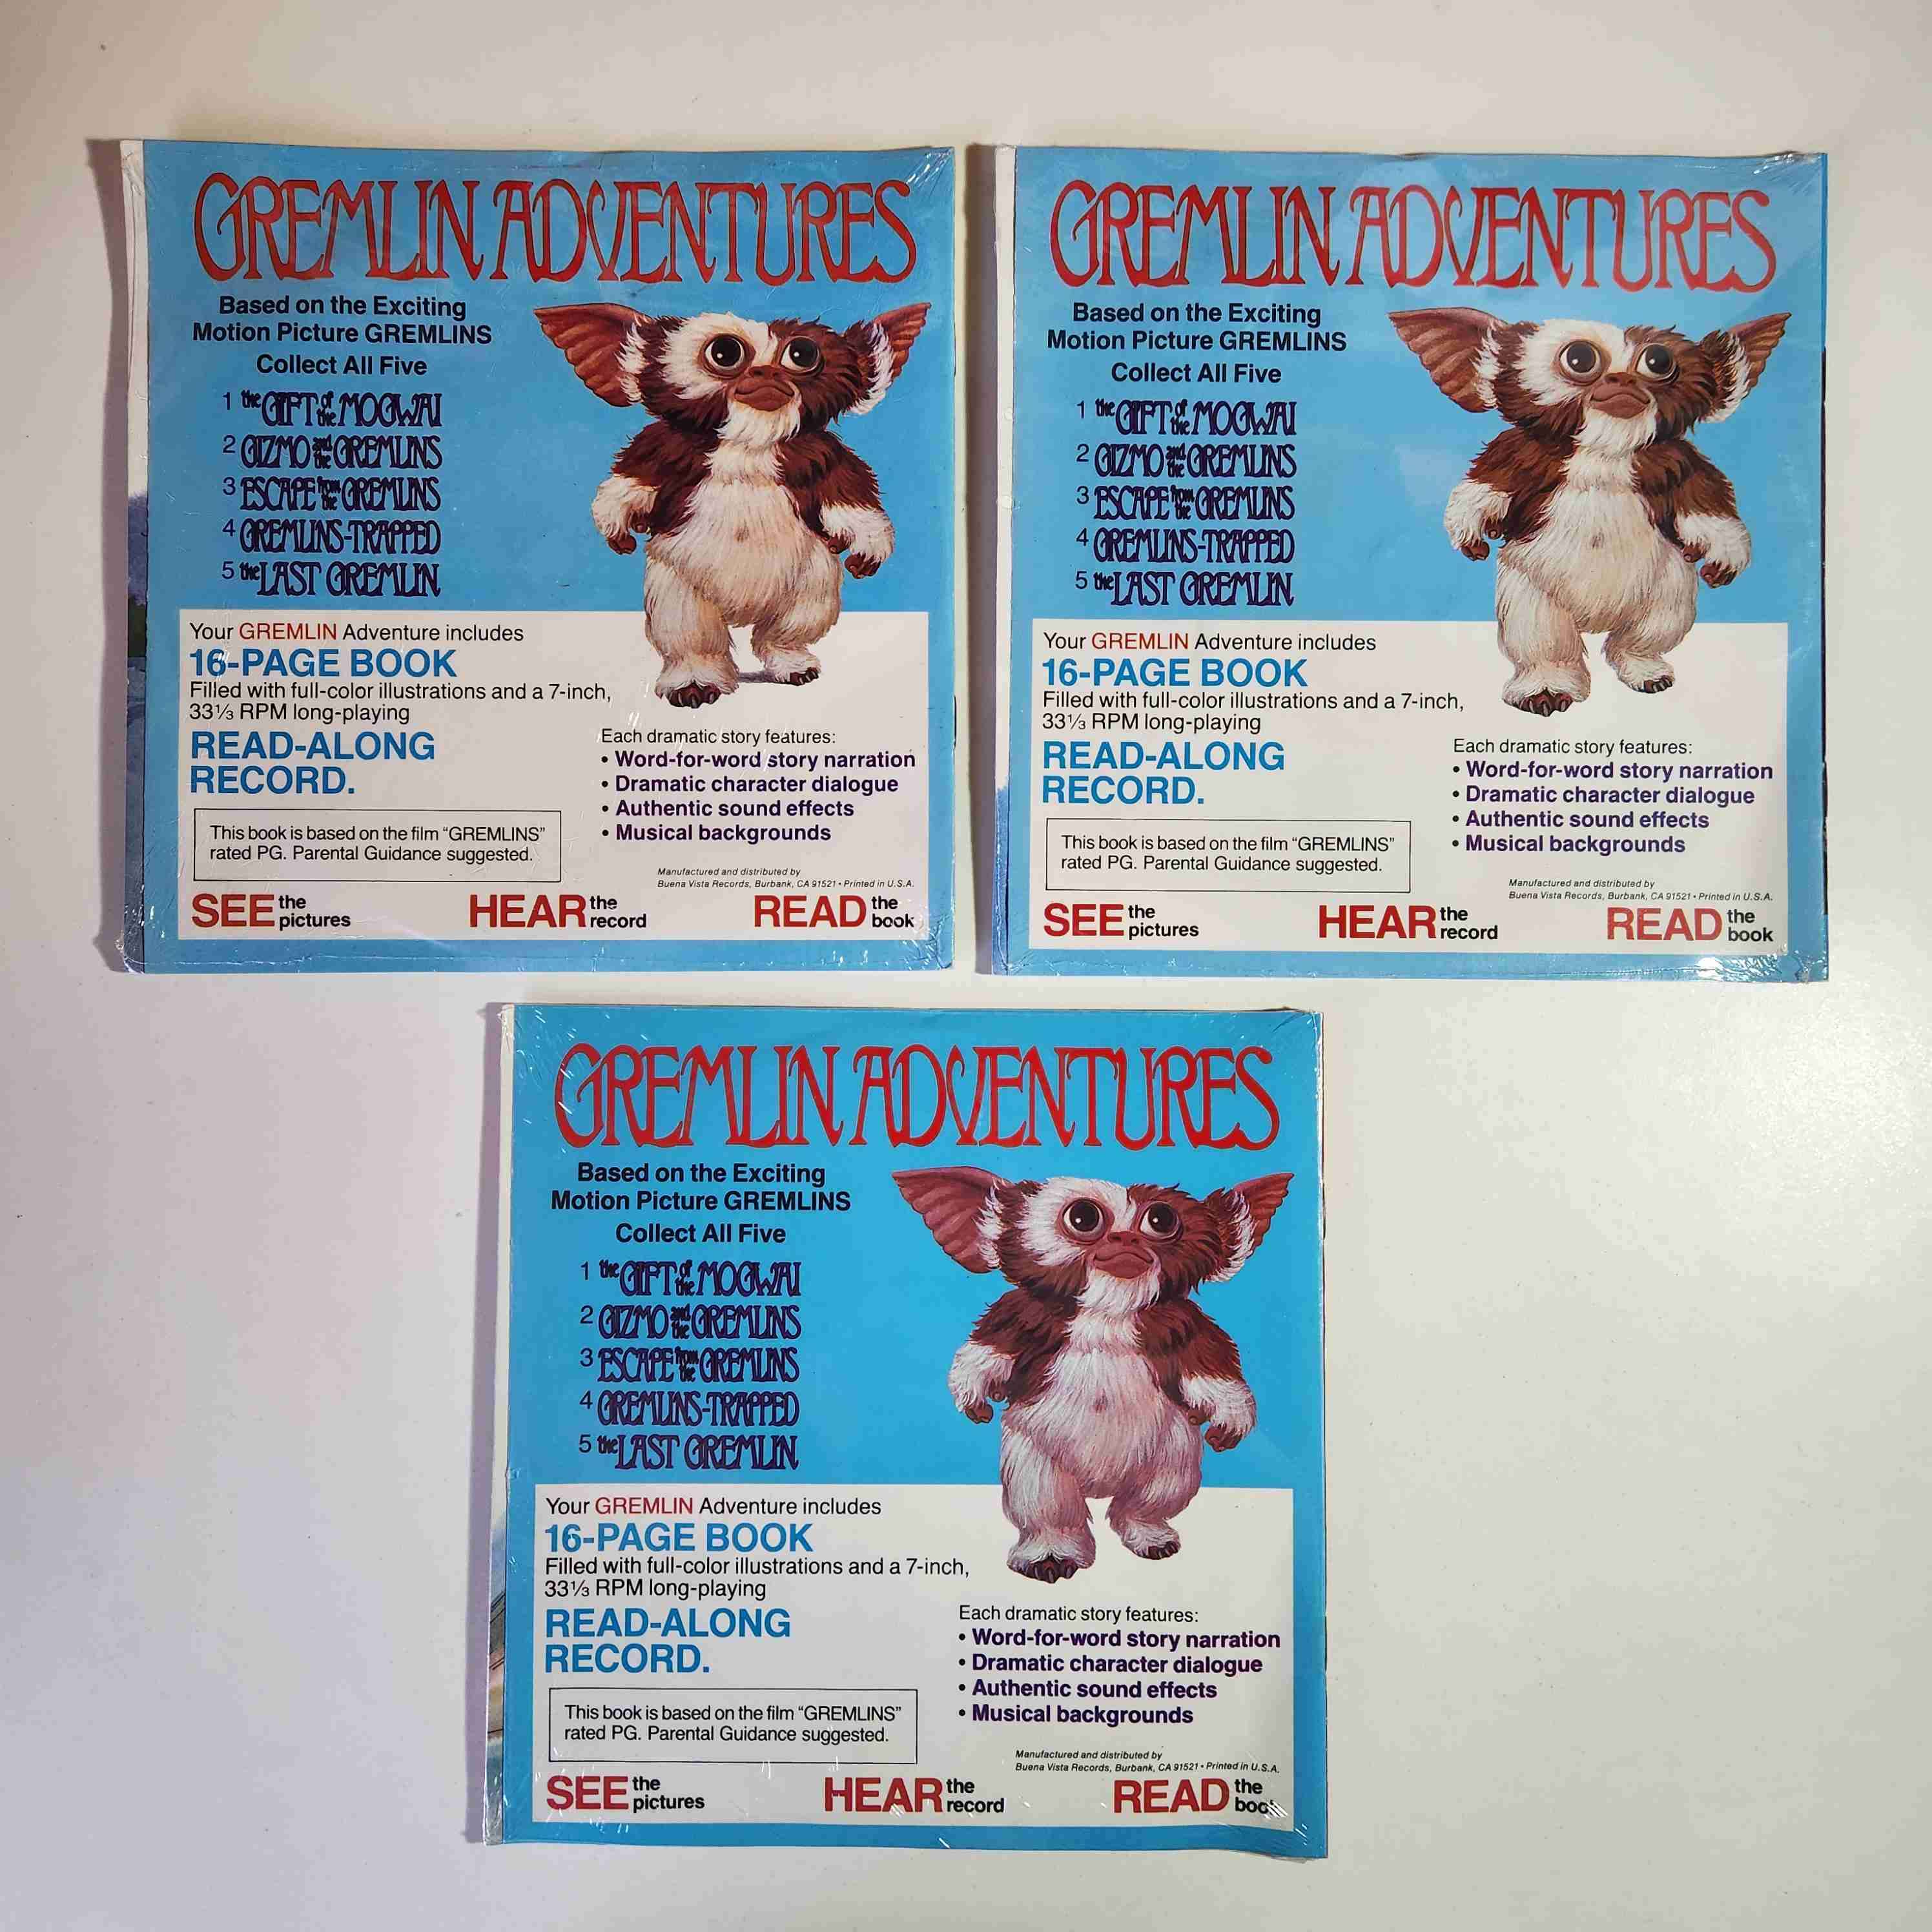 GREMLIN ADVENTURES
Based on the Exciting
Motion Picture GREMLINS
Collect All Five
1 the GIFT of the MOGWAI
2 GIZMO and the GREMLINS
3 ESCAPE from the GREMLINS
4 GREMLINS-TRAPPED
5 the LAST GREMLIN
Your GREMLIN Adventure includes
16-PAGE BOOK
Filled with full-color illustrations and a 7-inch,
33⅓ RPM long-playing
READ-ALONG
RECORD.
This book is based on the film “GREMLINS”
rated PG. Parental Guidance suggested.
Each dramatic story features:
• Word-for-word story narration
• Dramatic character dialogue
• Authentic sound effects
• Musical backgrounds
Manufactured and distributed by
Buena Vista Records, Burbank, CA 91521 • Printed in U.S.A.
SEE the pictures HEAR the record READ the book
GREMLIN ADVENTURES
Based on the Exciting
Motion Picture GREMLINS
Collect All Five
1 the GIFT of the MOGWAI
2 GIZMO and the GREMLINS
3 ESCAPE from the GREMLINS
4 GREMLINS-TRAPPED
5 the LAST GREMLIN
Your GREMLIN Adventure includes
16-PAGE BOOK
Filled with full-color illustrations and a 7-inch,
33⅓ RPM long-playing
READ-ALONG
RECORD.
This book is based on the film “GREMLINS”
rated PG. Parental Guidance suggested.
Each dramatic story features:
• Word-for-word story narration
• Dramatic character dialogue
• Authentic sound effects
• Musical backgrounds
Manufactured and distributed by
Buena Vista Records, Burbank, CA 91521 • Printed in U.S.A.
SEE the pictures HEAR the record READ the book
GREMLIN ADVENTURES
Based on the Exciting
Motion Picture GREMLINS
Collect All Five
1 the GIFT of the MOGWAI
2 GIZMO and the GREMLINS
3 ESCAPE from the GREMLINS
4 GREMLINS-TRAPPED
5 the LAST GREMLIN
Your GREMLIN Adventure includes
16-PAGE BOOK
Filled with full-color illustrations and a 7-inch,
33⅓ RPM long-playing
READ-ALONG
RECORD.
This book is based on the film “GREMLINS”
rated PG. Parental Guidance suggested.
Each dramatic story features:
• Word-for-word story narration
• Dramatic character dialogue
• Authentic sound effects
• Musical backgrounds
Manufactured and distributed by
Buena Vista Records, Burbank, CA 91521 • Printed in U.S.A.
SEE the pictures HEAR the record READ the book